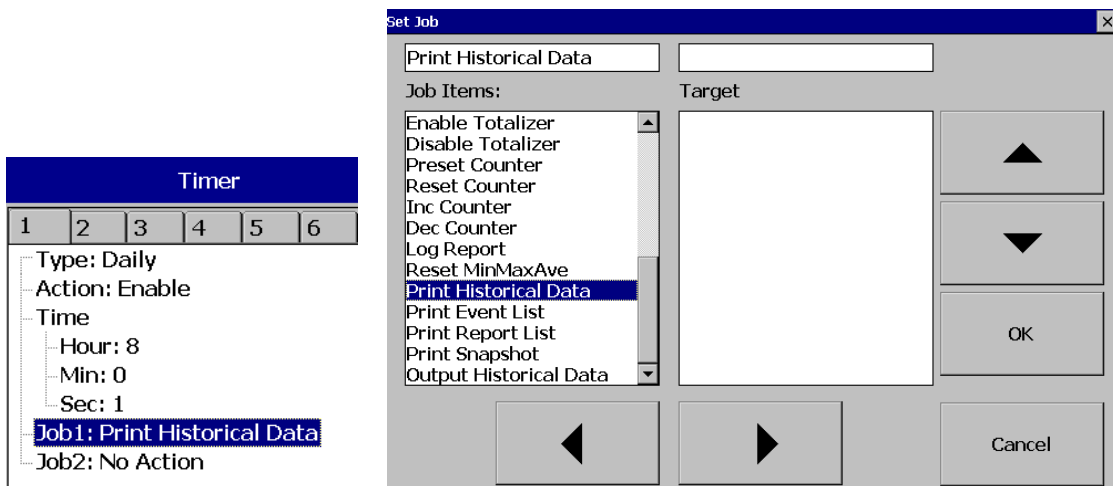 Timer
1 2 3 4 5 6
Type: Daily
Action: Enable
Time
Hour: 8
Min: 0
Sec: 1
Job1: Print Historical Data
Job2: No Action
Set Job
Print Historical Data
Job Items:
Target
Enable Totalizer
Disable Totalizer
Preset Counter
Reset Counter
Inc Counter
Dec Counter
Log Report
Reset MinMaxAve
Print Historical Data
Print Event List
Print Report List
Print Snapshot
Output Historical Data
OK
Cancel